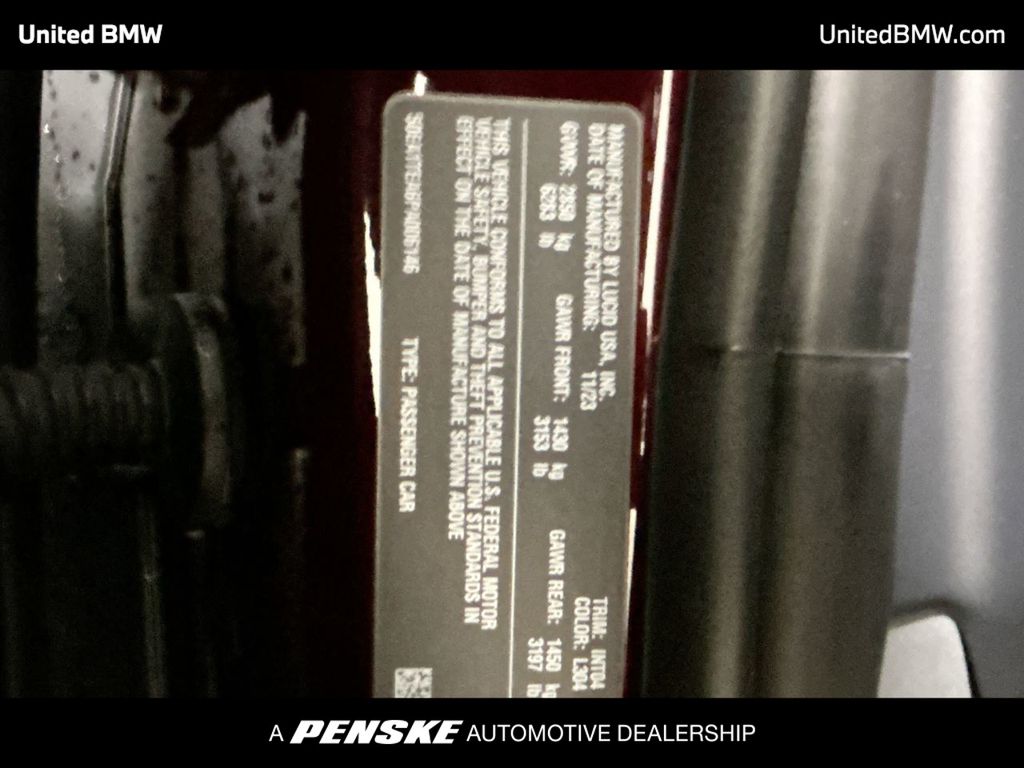 United BMW
UnitedBMW.com
MANUFACTURED BY LUCID USA, INC.
DATE OF MANUFACTURING: 11/23
TRIM: INT04
COLOR: L304
GVWR: 2850 kg
6283 lb
GAWR FRONT: 1430 kg
3153 lb
GAWR REAR: 1450 kg
3197 lb
THIS VEHICLE CONFORMS TO ALL APPLICABLE U.S. FEDERAL MOTOR
VEHICLE SAFETY, BUMPER AND THEFT PREVENTION STANDARDS IN
EFFECT ON THE DATE OF MANUFACTURE SHOWN ABOVE
TYPE: PASSENGER CAR
A PENSKE AUTOMOTIVE DEALERSHIP